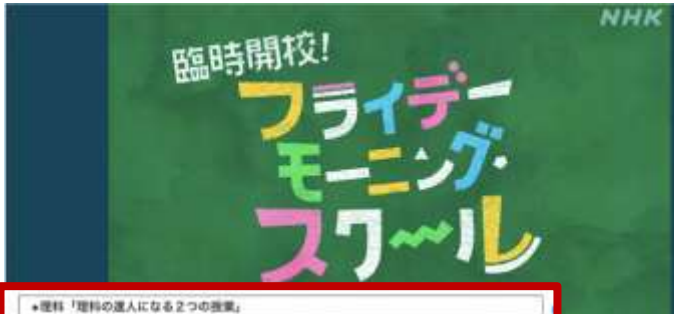 NHK
臨時開校!
フライデー
モーニング・
スクール
•理科「理科の達人になる2つの授業」